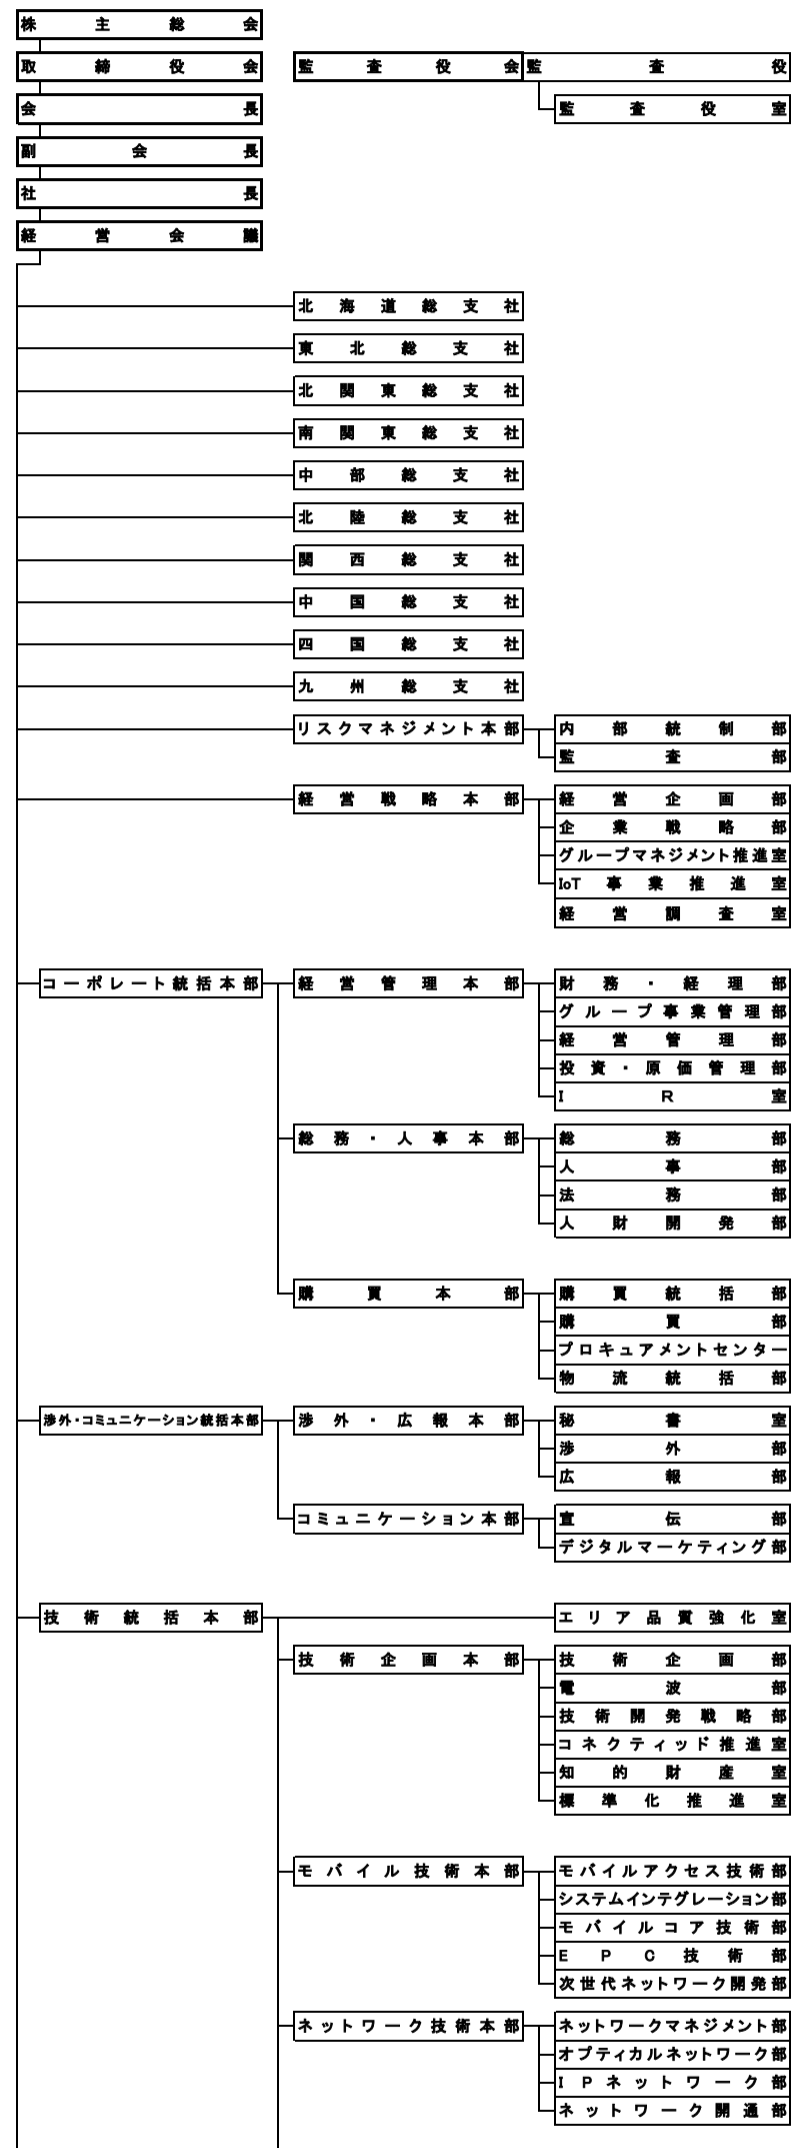 株主総会
取締役会 監査役会 監査役
会長 監査役室
副会長
社長
経営会議
北海道総支社
東北総支社
北関東総支社
南関東総支社
中部総支社
北陸総支社
関西総支社
中国総支社
四国総支社
九州総支社
リスクマネジメント本部 内部統制部
監査部
経営戦略本部 経営企画部
企業戦略部
グループマネジメント推進室
IoT事業推進室
経営調査室
コーポレート統括本部 経営管理本部 財務・経理部
グループ事業管理部
経営管理部
投資・原価管理部
IR室
総務・人事本部 総務部
人事部
法務部
人財開発部
購買本部 購買統括部
購買部
プロキュアメントセンター
物流統括部
渉外・コミュニケーション統括本部 渉外・広報本部 秘書室
渉外部
広報部
コミュニケーション本部 宣伝部
デジタルマーケティング部
技術統括本部 エリア品質強化室
技術企画本部 技術企画部
電波部
技術開発戦略部
コネクティッド推進室
知的財産室
標準化推進室
モバイル技術本部 モバイルアクセス技術部
システムインテグレーション部
モバイルコア技術部
EPC技術部
次世代ネットワーク開発部
ネットワーク技術本部 ネットワークマネジメント部
オプティカルネットワーク部
IPネットワーク部
ネットワーク開通部